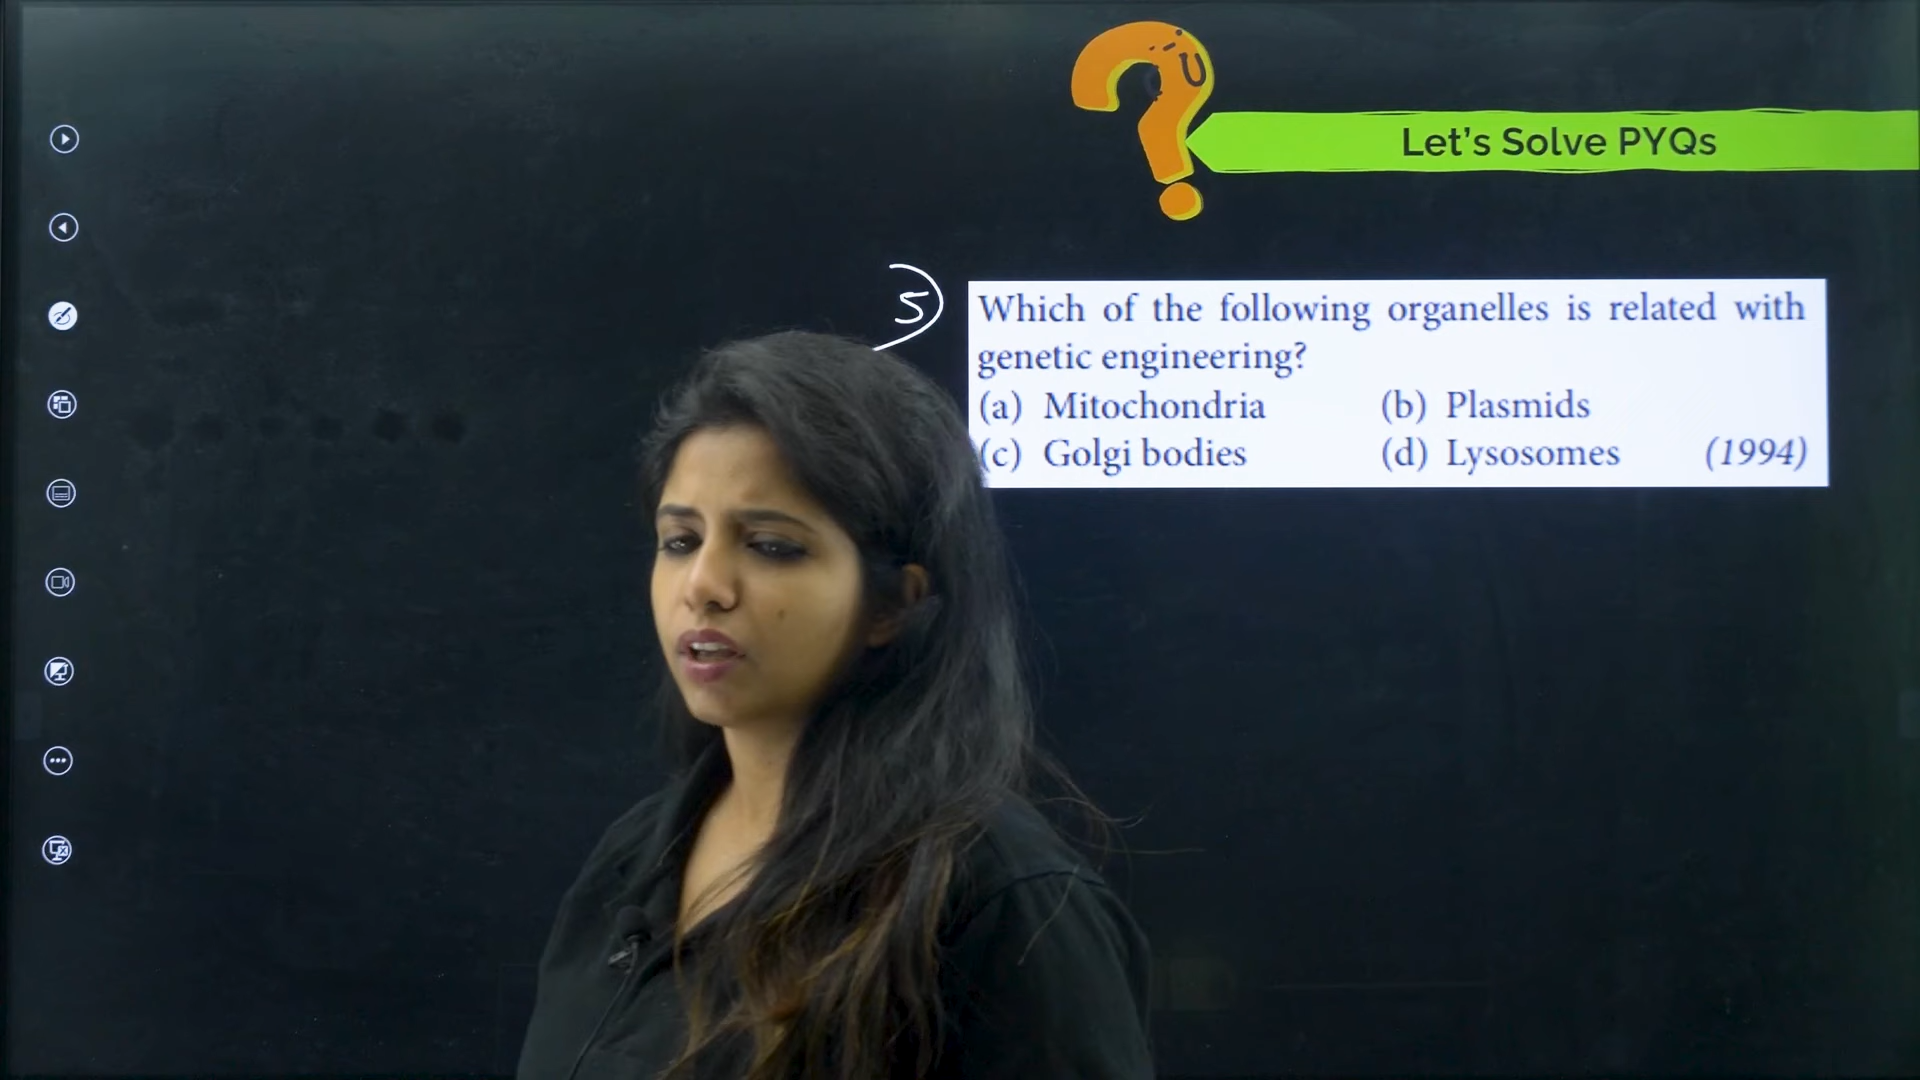 Let's Solve PYQs
5)
Which of the following organelles is related with
genetic engineering?
(a) Mitochondria (b) Plasmids
(c) Golgi bodies (d) Lysosomes (1994)